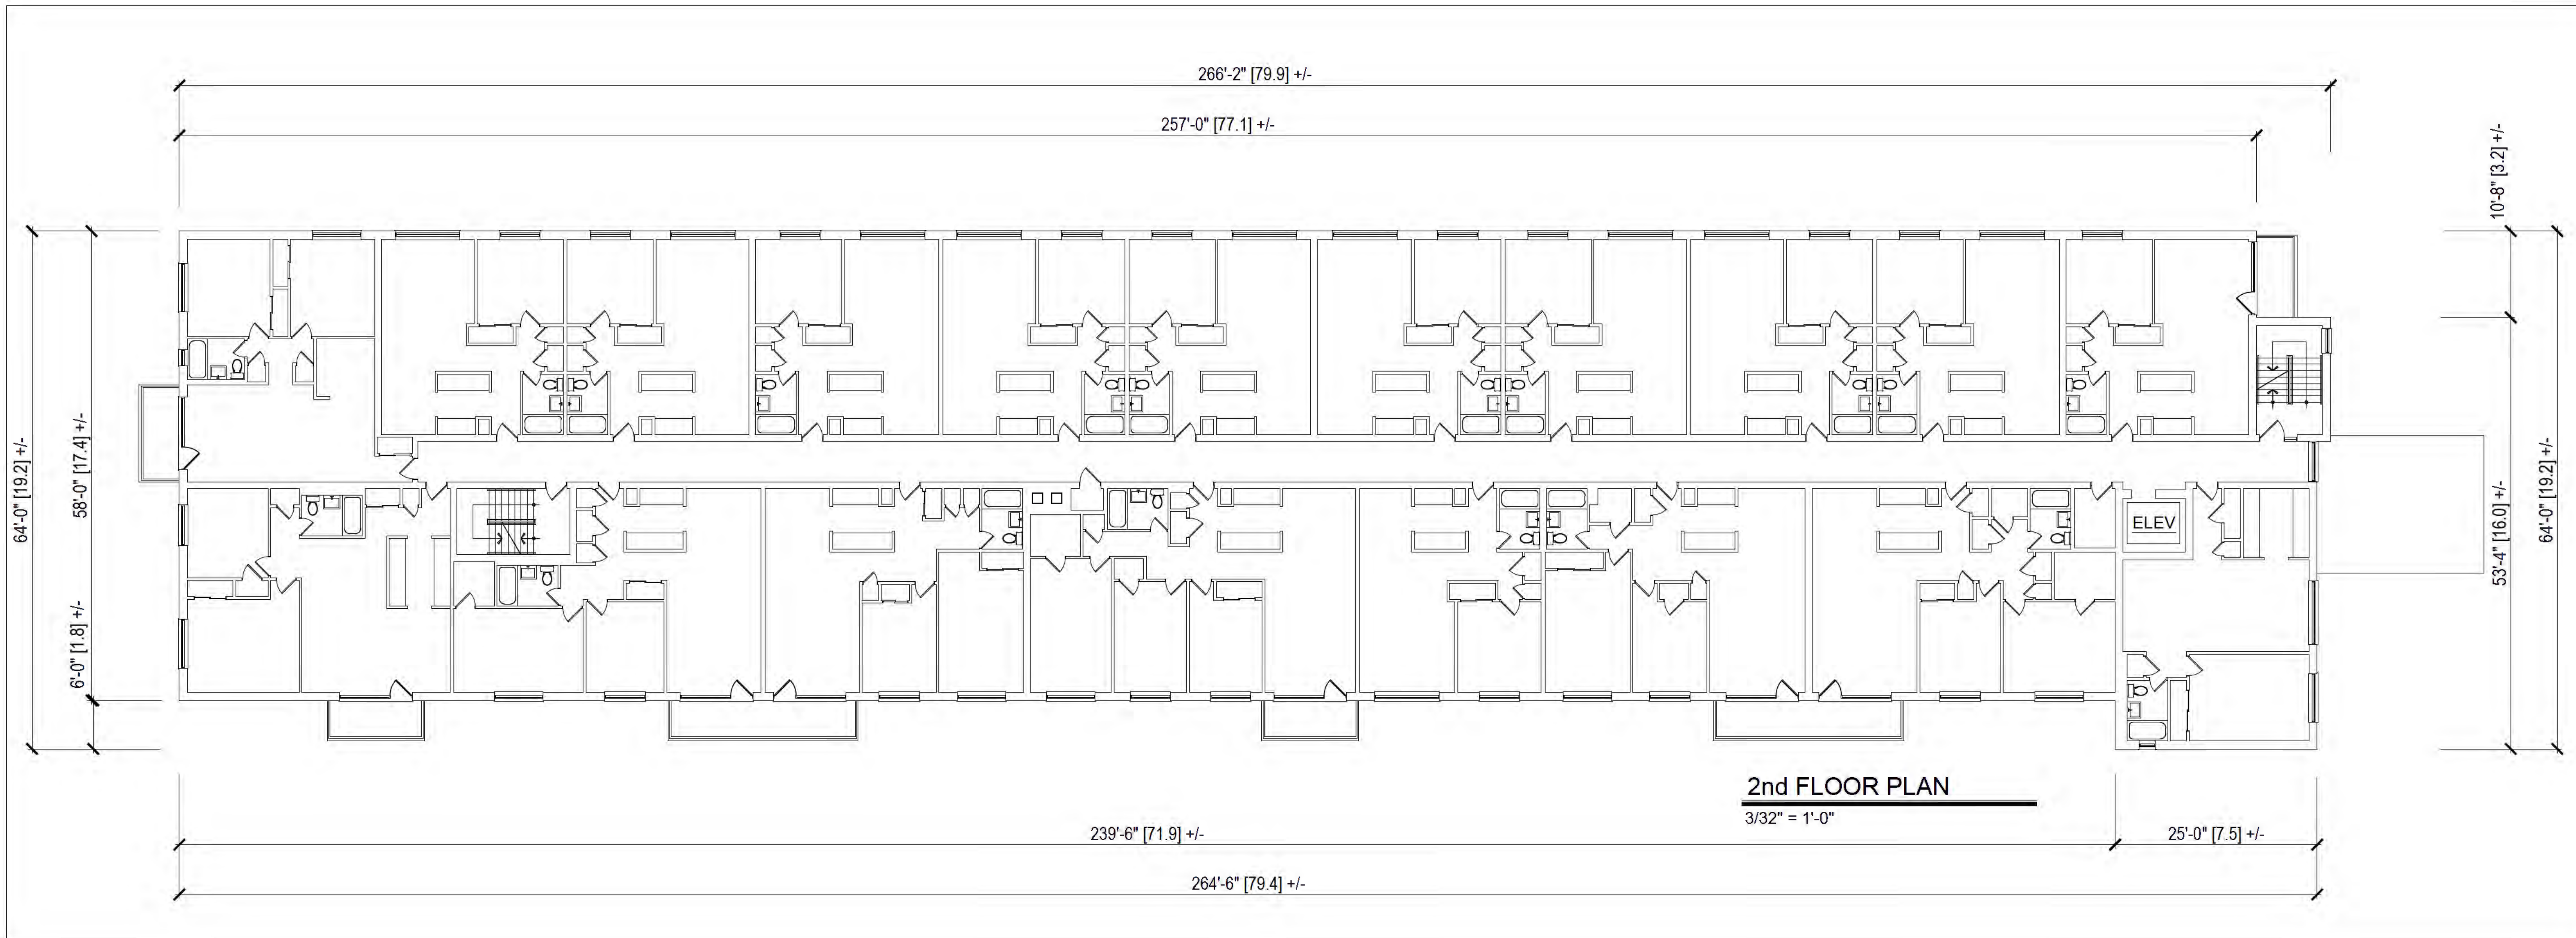 266'-2" [79.9] +/-
257'-0" [77.1] +/-
10'-8" [3.2] +/-
64'-0" [19.2] +/-
58'-0" [17.4] +/-
6'-0" [1.8] +/-
ELEV
53'-4" [16.0] +/-
64'-0" [19.2] +/-
2nd FLOOR PLAN
3/32" = 1'-0"
239'-6" [71.9] +/-
25'-0" [7.5] +/-
264'-6" [79.4] +/-